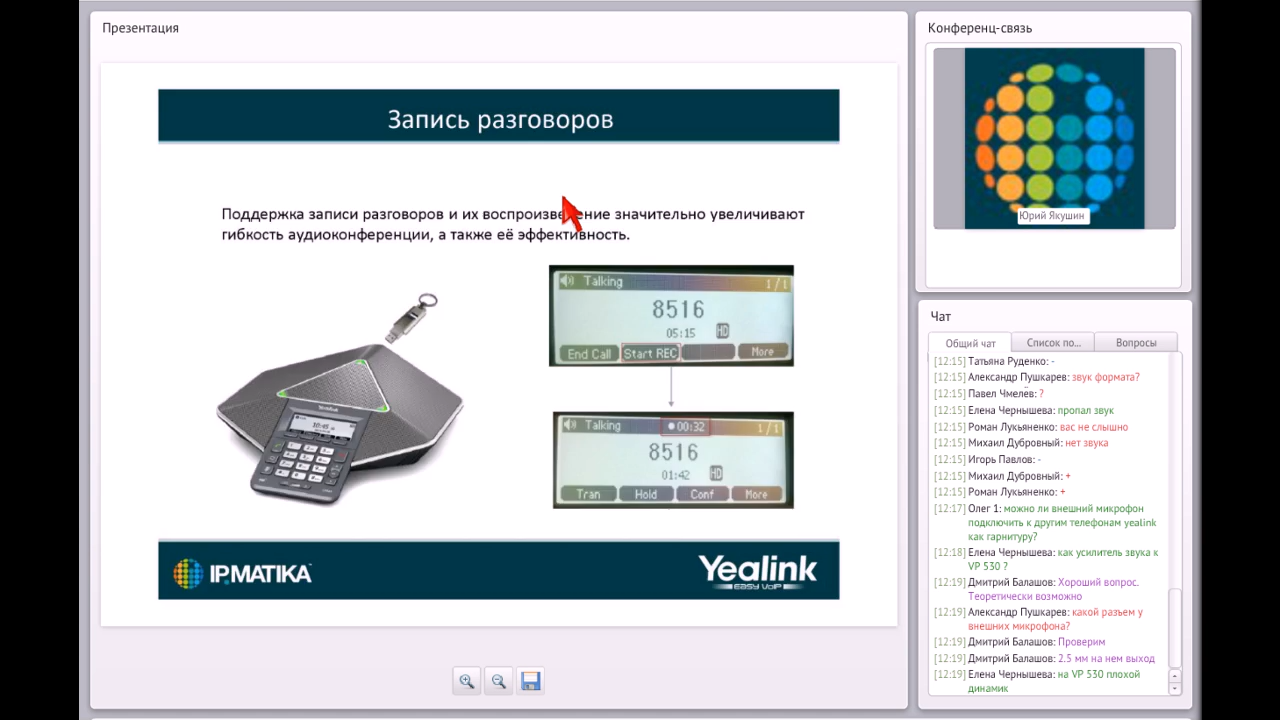 Презентация
Запись разговоров
Поддержка записи разговоров и их воспроизведение значительно увеличивают
гибкость аудиоконференции, а также её эффективность.
Talking 1/1
8516
05:15 HD
End Call Start REC More
Talking 00:32 1/1
8516
01:42 HD
Tran Hold Conf More
Yealink
10:45
IPMATIKA
Yealink
EASY VoIP
Конференц-связь
Юрий Якушин
Чат
Общий чат Список по... Вопросы
[12:15] Татьяна Руденко: -
[12:15] Александр Пушкарев: звук формата?
[12:15] Павел Чмелёв: ?
[12:15] Елена Чернышева: пропал звук
[12:15] Роман Лукьяненко: вас не слышно
[12:15] Михаил Дубровный: нет звука
[12:15] Игорь Павлов: -
[12:15] Михаил Дубровный: +
[12:15] Роман Лукьяненко: +
[12:17] Олег 1: можно ли внешний микрофон
подключить к другим телефонам yealink
как гарнитуру?
[12:18] Елена Чернышева: как усилитель звука к
VP 530 ?
[12:19] Дмитрий Балашов: Хороший вопрос.
Теоретически возможно
[12:19] Александр Пушкарев: какой разъем у
внешних микрофона?
[12:19] Дмитрий Балашов: Проверим
[12:19] Дмитрий Балашов: 2.5 мм на нем выход
[12:19] Елена Чернышева: на VP 530 плохой
динамик